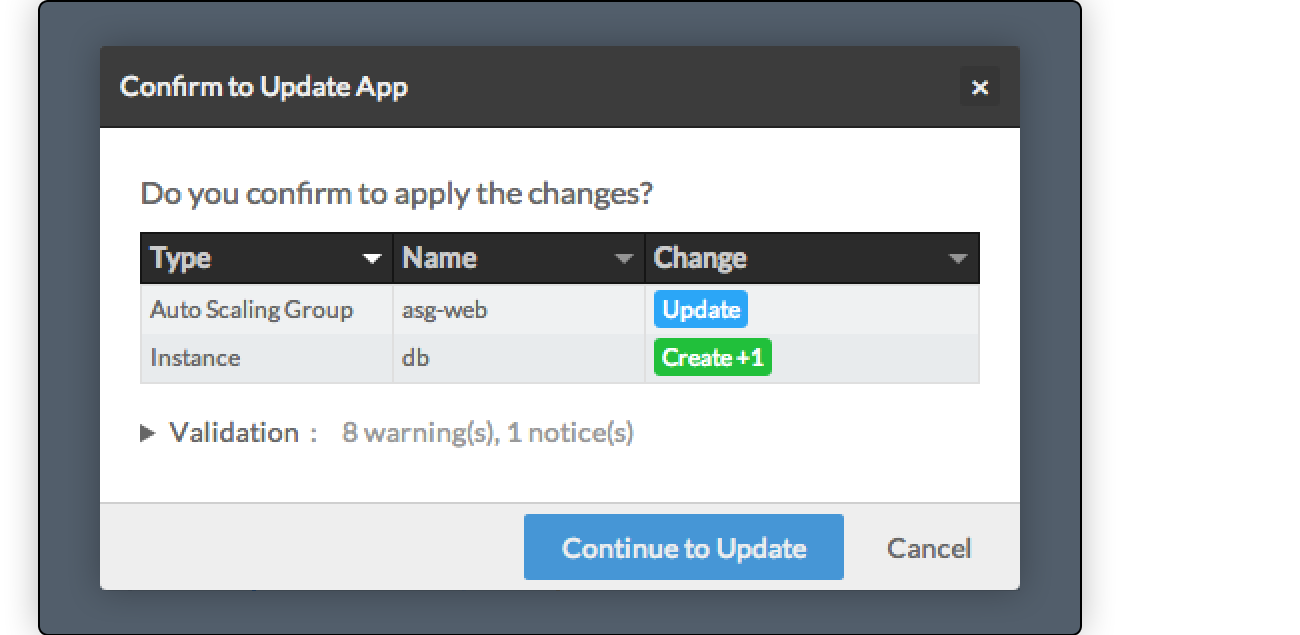 Confirm to Update App ×
Do you confirm to apply the changes?
Type Name Change
Auto Scaling Group asg-web Update
Instance db Create +1
Validation : 8 warning(s), 1 notice(s)
Continue to Update Cancel